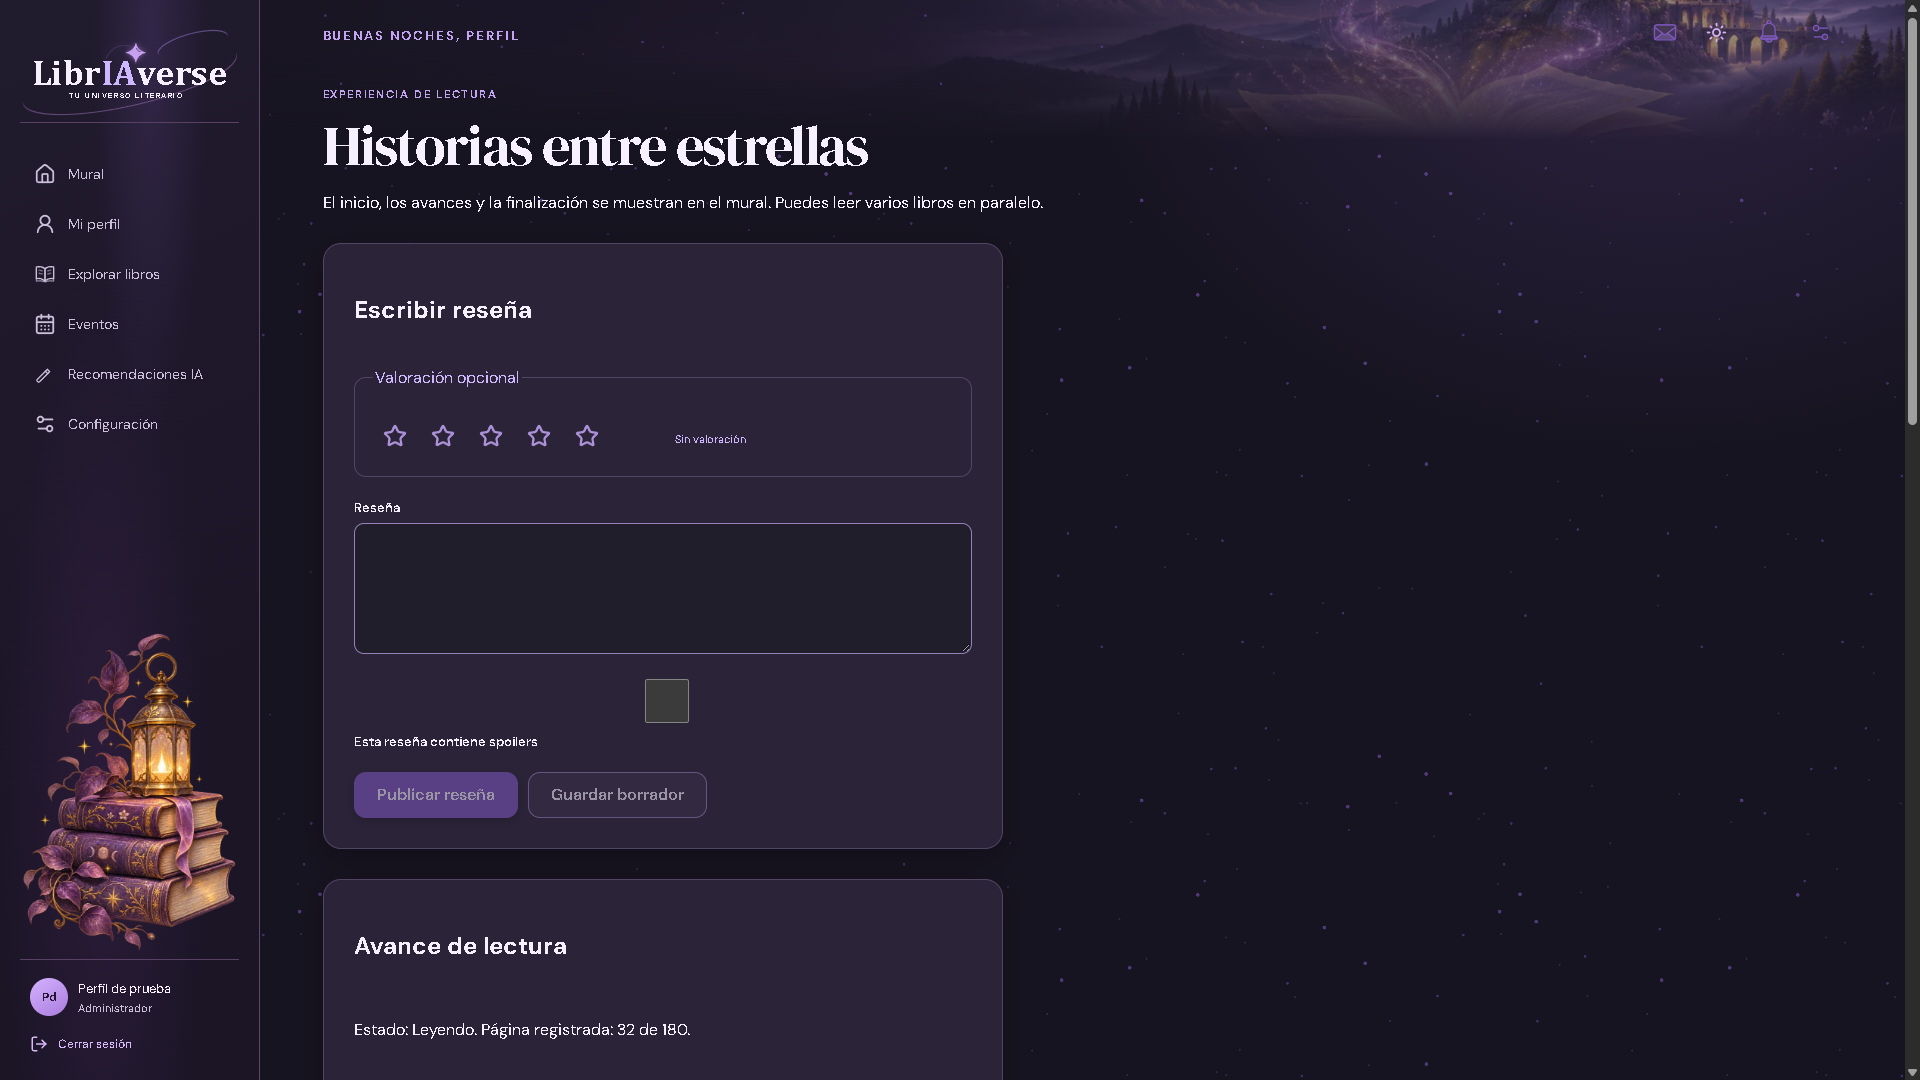 LibrIAverse
TU UNIVERSO LITERARIO
Mural
Mi perfil
Explorar libros
Eventos
Recomendaciones IA
Configuración
Pd
Perfil de prueba
Administrador
Cerrar sesión
BUENAS NOCHES, PERFIL
EXPERIENCIA DE LECTURA
Historias entre estrellas
El inicio, los avances y la finalización se muestran en el mural. Puedes leer varios libros en paralelo.
Escribir reseña
Valoración opcional
Sin valoración
Reseña
Esta reseña contiene spoilers
Publicar reseña
Guardar borrador
Avance de lectura
Estado: Leyendo. Página registrada: 32 de 180.